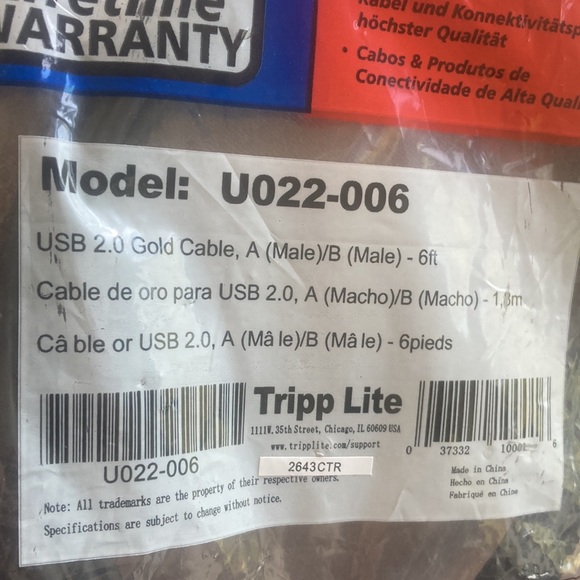 WARRANTY
Kabel und
höchster Qualität
• Cabos & Produtos de
Conectividade de Alta
Model: U022-006
USB 2.0 Gold Cable, A (Male)/B (Male) - 6ft
Cable de oro para USB 2.0, A (Macho)/B (Macho) - 1,8m
Câ ble or USB 2.0, A (Mâ le)/B (Mâ le) - 6pieds
Tripp Lite
1111W. 35th Street, Chicago, IL 60609 USA
www.tripplite.com/support
U022-006
2643CTR
0 37332 10001 6
Made in China
Hecho en China
Fabriqué en Chine
Note: All trademarks are the property of their respective owners.
Specifications are subject to change without notice.